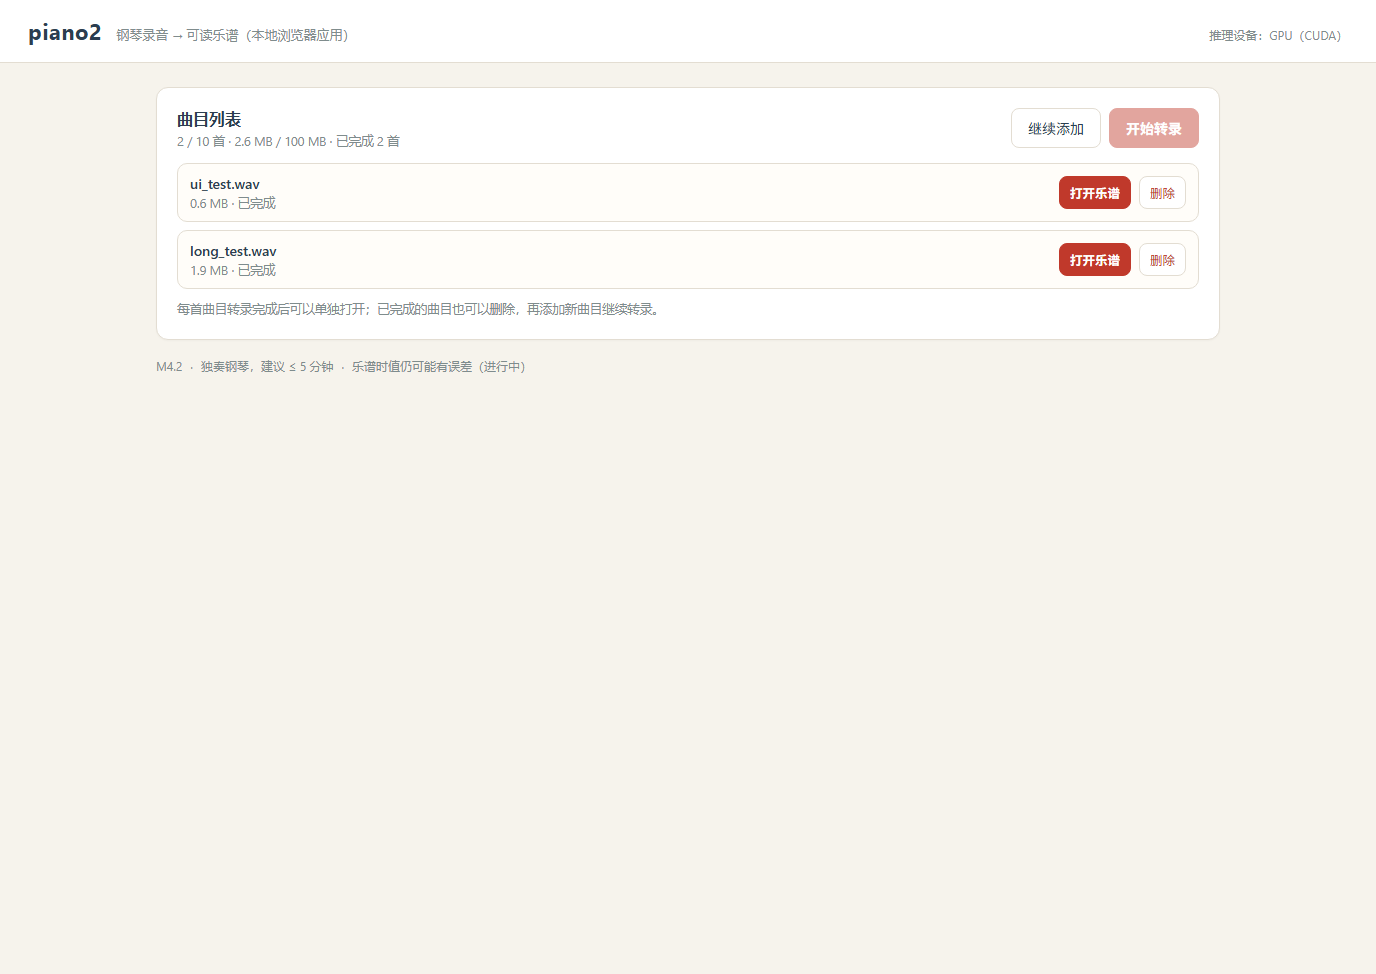 piano2 钢琴录音 → 可读乐谱（本地浏览器应用） 推理设备：GPU（CUDA）
曲目列表
2 / 10 首 · 2.6 MB / 100 MB · 已完成 2 首
继续添加 开始转录
ui_test.wav
0.6 MB · 已完成
打开乐谱 删除
long_test.wav
1.9 MB · 已完成
打开乐谱 删除
每首曲目转录完成后可以单独打开；已完成的曲目也可以删除，再添加新曲目继续转录。
M4.2 · 独奏钢琴，建议 ≤ 5 分钟 · 乐谱时值仍可能有误差（进行中）